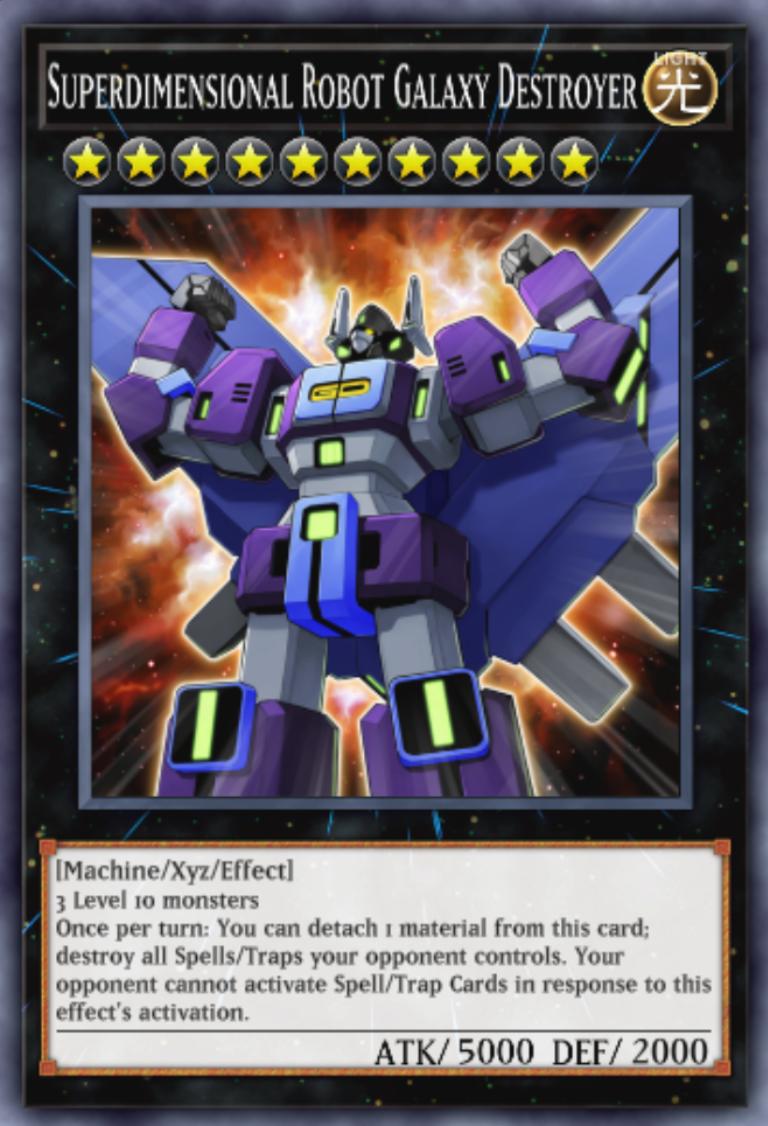 Superdimensional Robot Galaxy Destroyer
LIGHT
光
GD
[Machine/Xyz/Effect]
3 Level 10 monsters
Once per turn: You can detach 1 material from this card;
destroy all Spells/Traps your opponent controls. Your
opponent cannot activate Spell/Trap Cards in response to this
effect's activation.
ATK/ 5000 DEF/ 2000